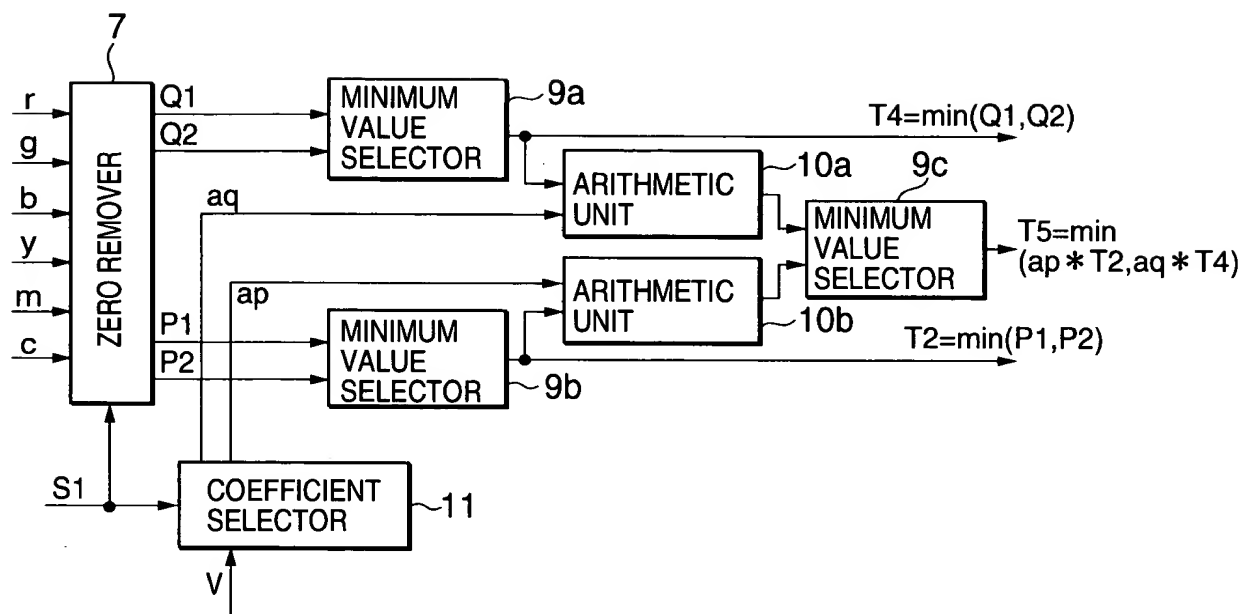 7
r
g
b
y
m
c
ZERO REMOVER
Q1
Q2
P1
P2
MINIMUM
VALUE
SELECTOR
9a
T4=min(Q1,Q2)
aq
ARITHMETIC
UNIT
10a
9c
MINIMUM
VALUE
SELECTOR
T5=min
(ap*T2,aq*T4)
ap
ARITHMETIC
UNIT
10b
MINIMUM
VALUE
SELECTOR
9b
T2=min(P1,P2)
S1
COEFFICIENT
SELECTOR
11
V